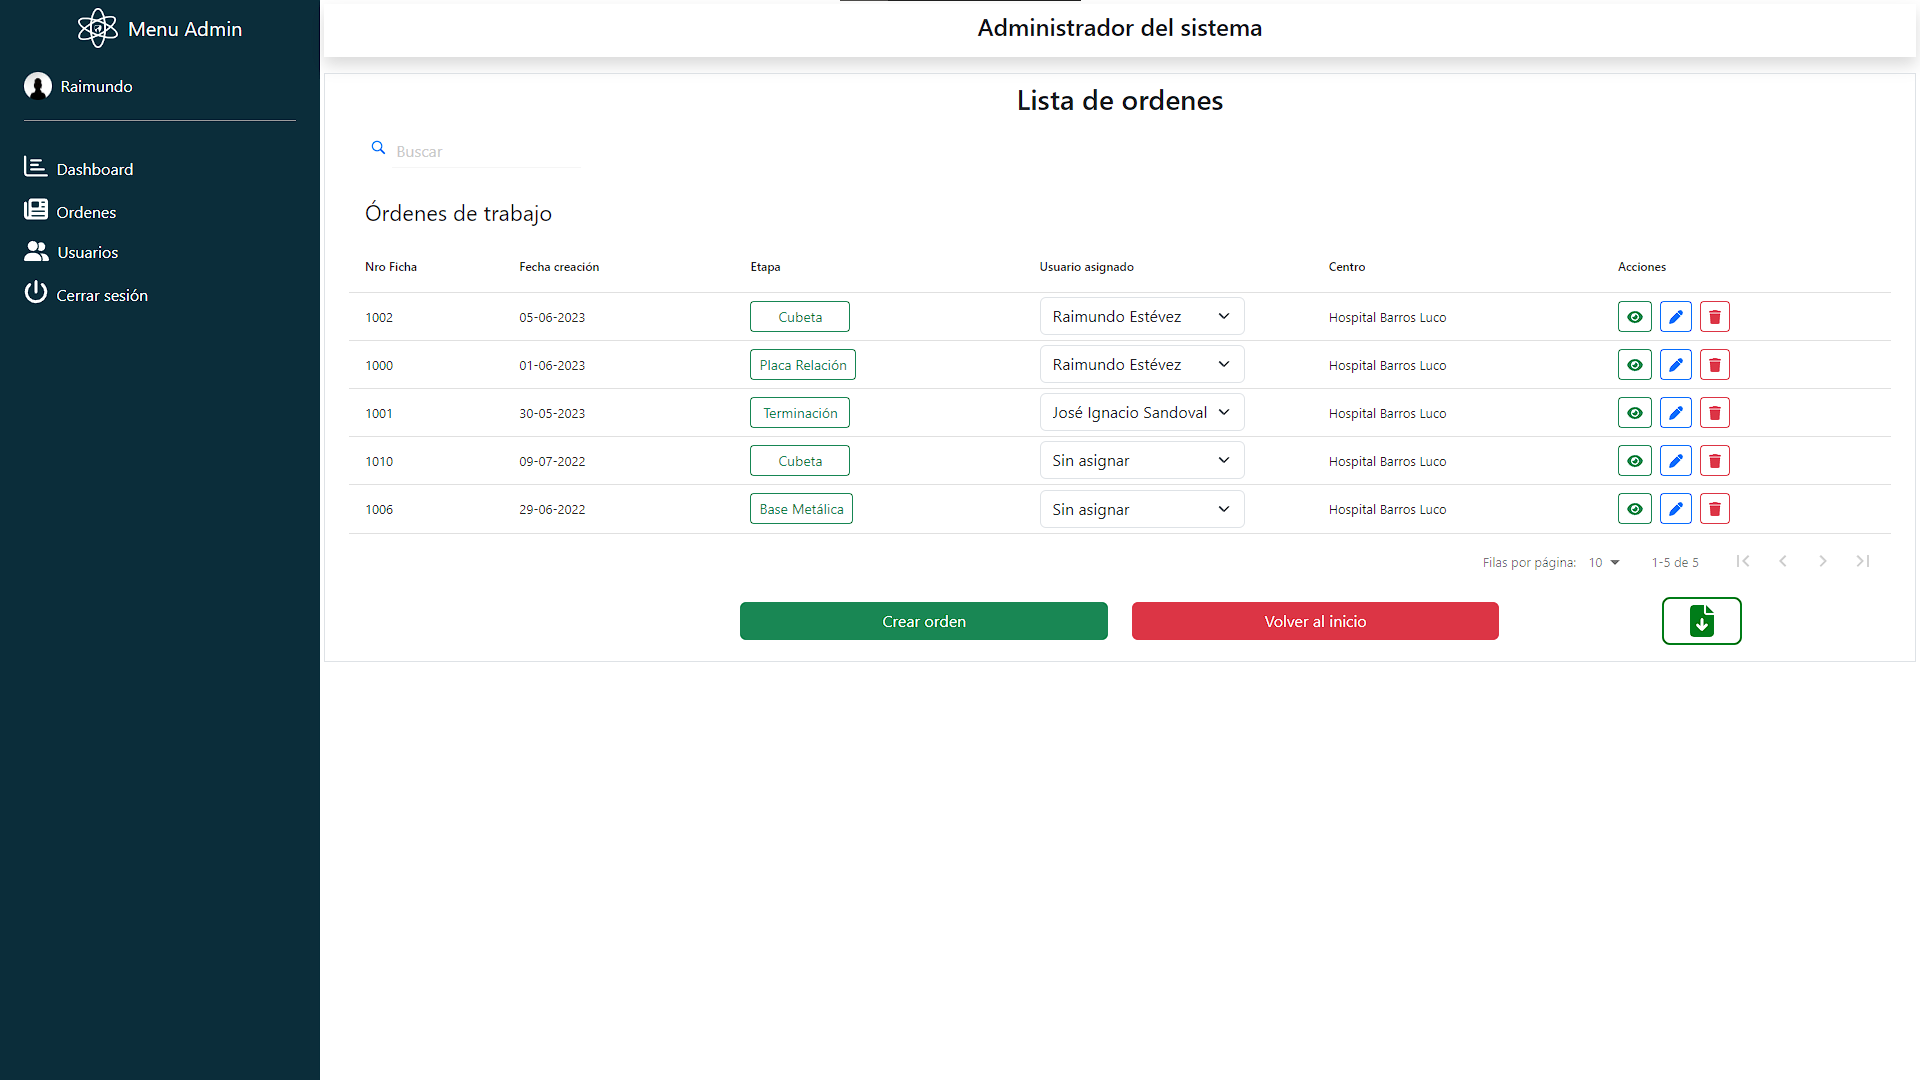 Menu Admin
Raimundo
Dashboard
Ordenes
Usuarios
Cerrar sesión
Administrador del sistema
Lista de ordenes
Buscar
Órdenes de trabajo
Nro Ficha Fecha creación Etapa Usuario asignado Centro Acciones
1002 05-06-2023 Cubeta Raimundo Estévez Hospital Barros Luco
1000 01-06-2023 Placa Relación Raimundo Estévez Hospital Barros Luco
1001 30-05-2023 Terminación José Ignacio Sandoval Hospital Barros Luco
1010 09-07-2022 Cubeta Sin asignar Hospital Barros Luco
1006 29-06-2022 Base Metálica Sin asignar Hospital Barros Luco
Filas por página: 10 1-5 de 5
Crear orden Volver al inicio